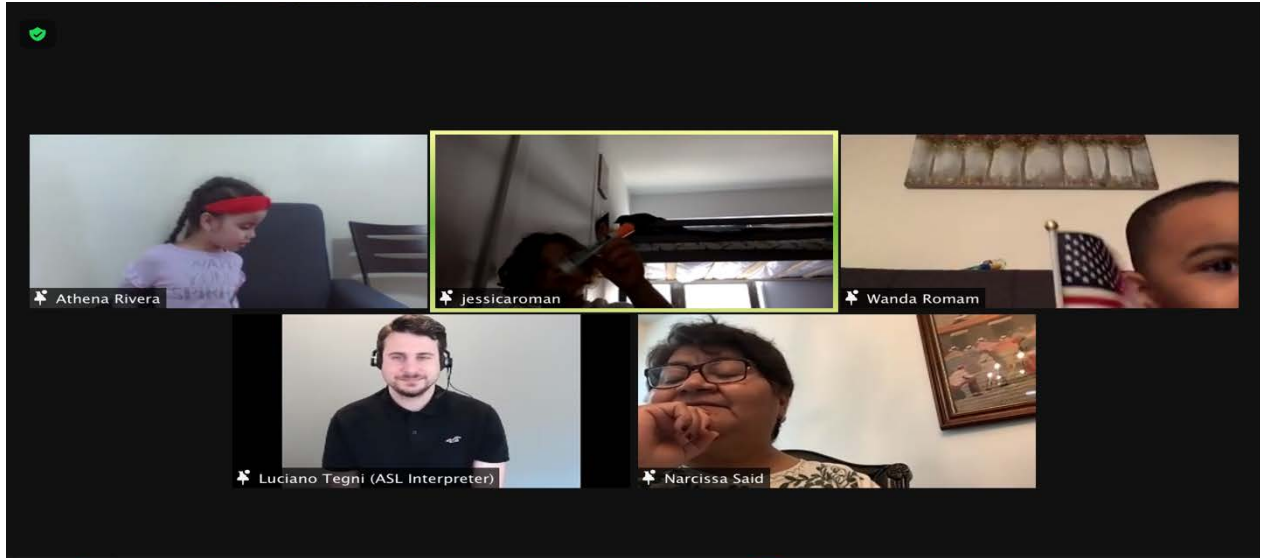 Athena Rivera
jessicaroman
Wanda Romam
Luciano Tegni (ASL Interpreter)
Narcissa Said